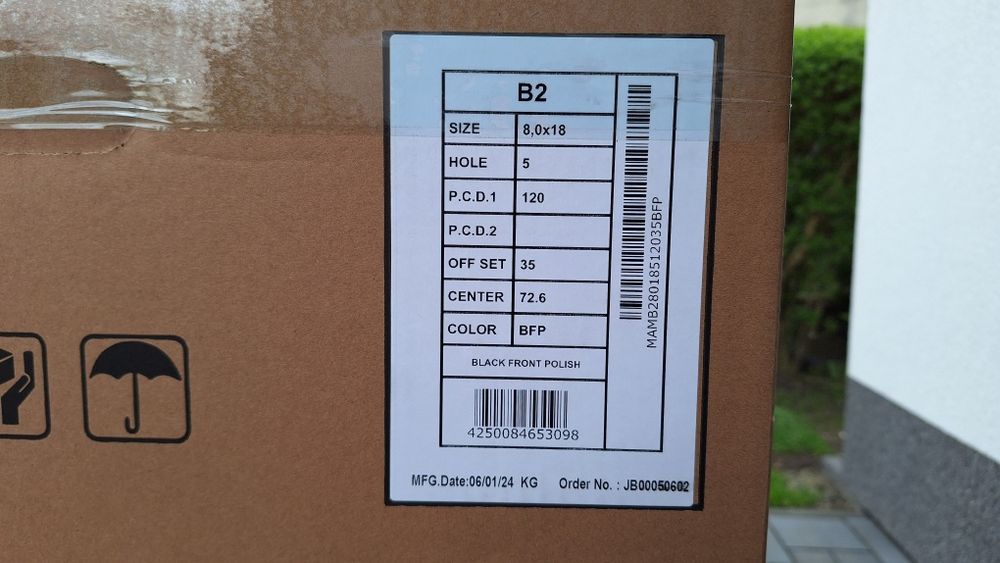 B2
SIZE 8,0x18
HOLE 5
P.C.D.1 120
P.C.D.2
OFF SET 35
CENTER 72.6
COLOR BFP
BLACK FRONT POLISH
4250084653098
MAMB28018512035BFP
MFG.Date:06/01/24 KG Order No. : JB00050602